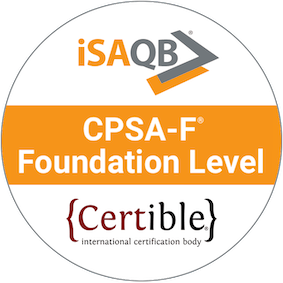 iSAQB®
CPSA-F®
Foundation Level
{Certible®}
international certification body